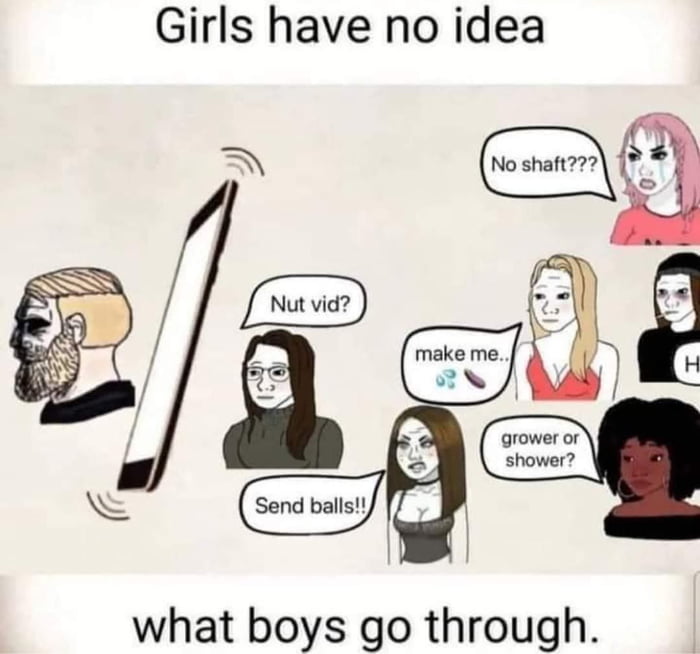 Girls have no idea
No shaft???
Nut vid?
make me..
H
grower or
shower?
Send balls!!
what boys go through.